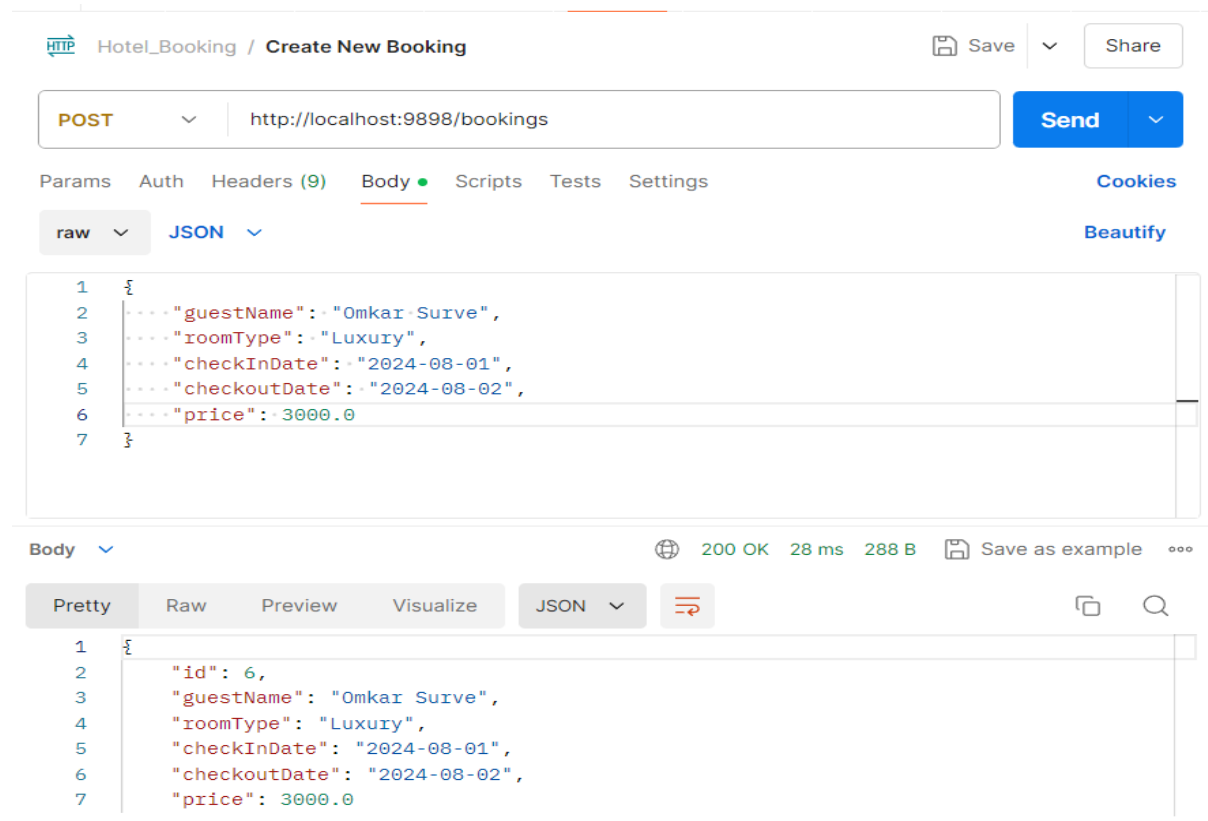 HTTP Hotel_Booking / Create New Booking Save Share
POST http://localhost:9898/bookings Send
Params Auth Headers (9) Body Scripts Tests Settings Cookies
raw JSON Beautify
1 {
2 "guestName": "Omkar Surve",
3 "roomType": "Luxury",
4 "checkInDate": "2024-08-01",
5 "checkoutDate": "2024-08-02",
6 "price": 3000.0
7 }
Body 200 OK 28 ms 288 B Save as example
Pretty Raw Preview Visualize JSON
1 {
2 "id": 6,
3 "guestName": "Omkar Surve",
4 "roomType": "Luxury",
5 "checkInDate": "2024-08-01",
6 "checkoutDate": "2024-08-02",
7 "price": 3000.0